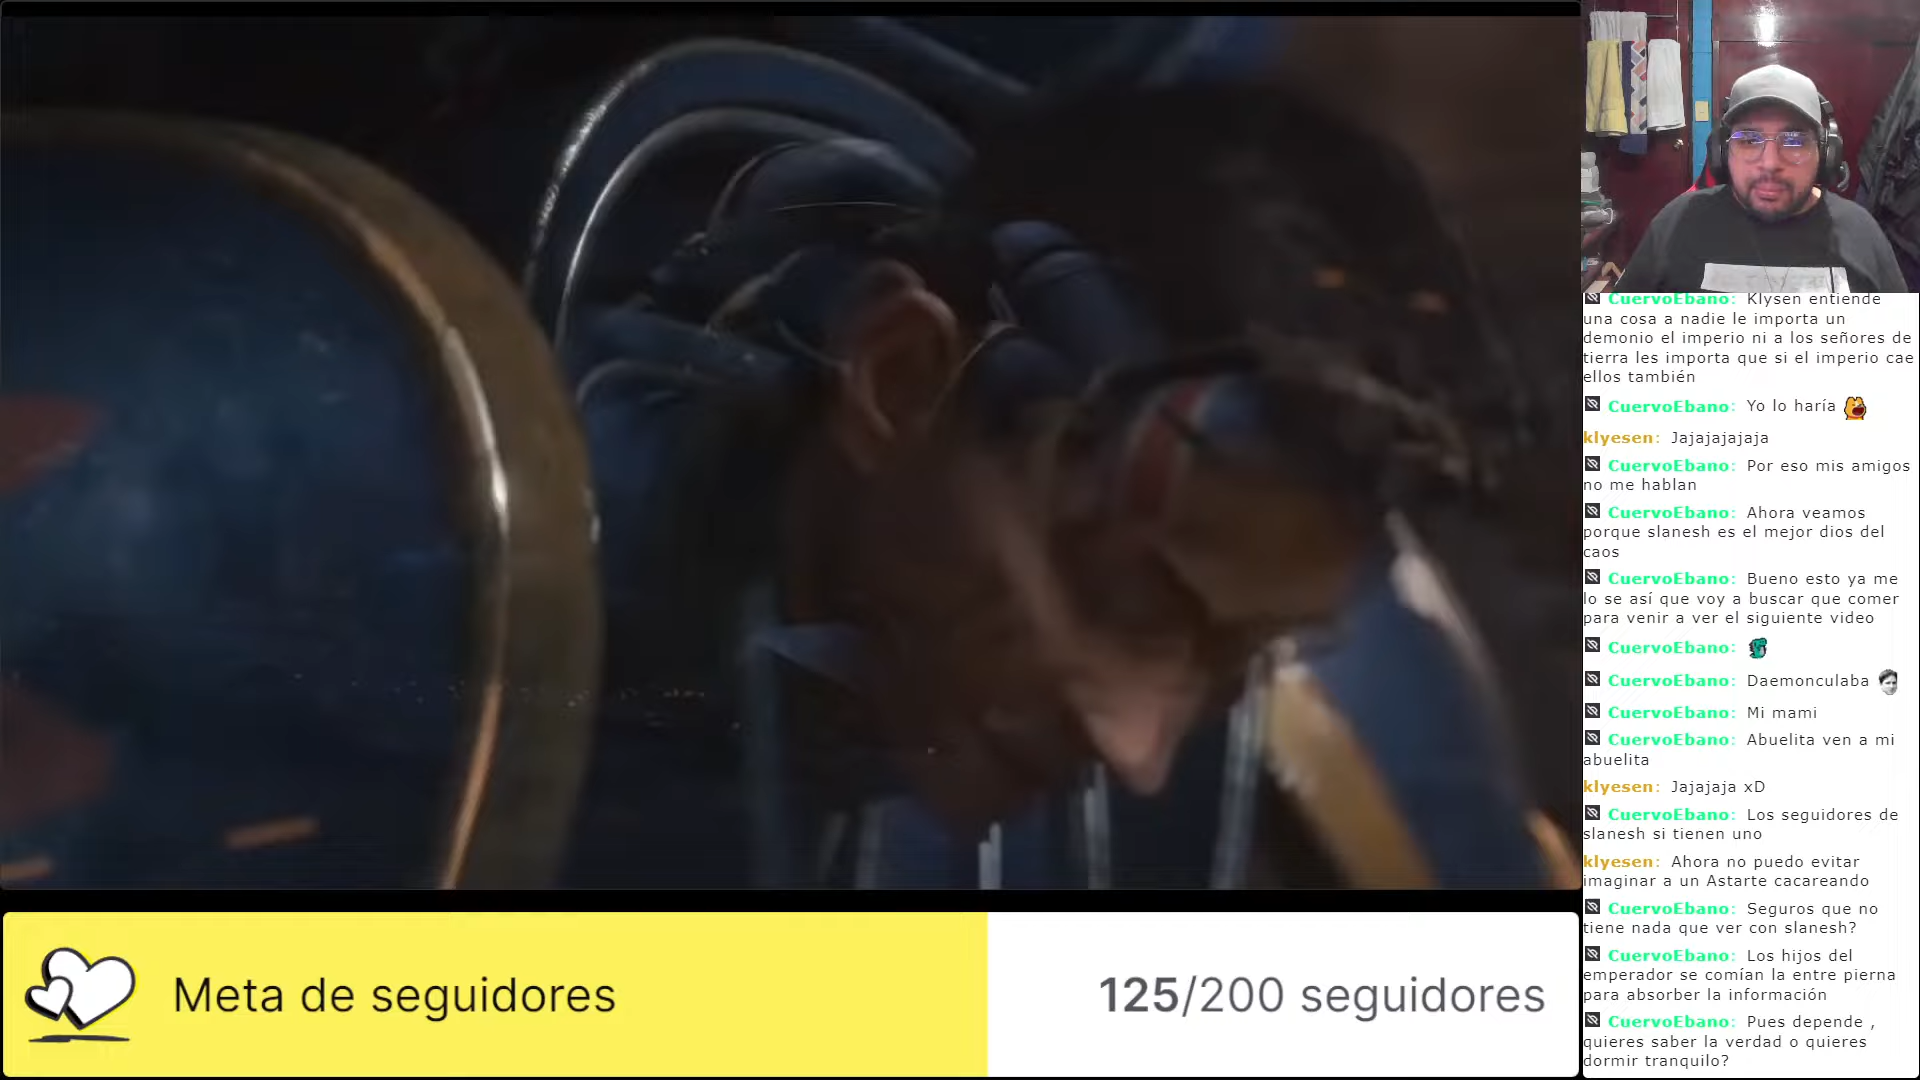 CuervoEbano: Klysen entiende
una cosa a nadie le importa un
demonio el imperio ni a los señores de
tierra les importa que si el imperio cae
ellos también
CuervoEbano: Yo lo haría
klyesen: Jajajajajaja
CuervoEbano: Por eso mis amigos
no me hablan
CuervoEbano: Ahora veamos
porque slanesh es el mejor dios del
caos
CuervoEbano: Bueno esto ya me
lo se así que voy a buscar que comer
para venir a ver el siguiente video
CuervoEbano:
CuervoEbano: Daemonculaba
CuervoEbano: Mi mami
CuervoEbano: Abuelita ven a mi
abuelita
klyesen: Jajajaja xD
CuervoEbano: Los seguidores de
slanesh si tienen uno
klyesen: Ahora no puedo evitar
imaginar a un Astarte cacareando
CuervoEbano: Seguros que no
tiene nada que ver con slanesh?
CuervoEbano: Los hijos del
emperador se comían la entre pierna
para absorber la información
CuervoEbano: Pues depende ,
quieres saber la verdad o quieres
dormir tranquilo?
Meta de seguidores
125/200 seguidores